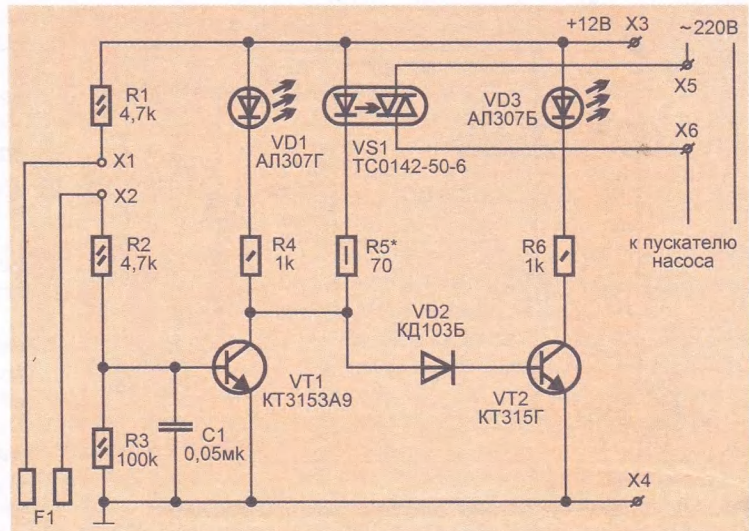 +12В
X3
~220В
R1
4,7k
X5
VD1
АЛ307Г
VS1
ТС0142-50-6
VD3
АЛ307Б
X6
X1
X2
R2
4,7k
R4
1k
R5*
70
R6
1k
к пускателю
насоса
VD2
КД103Б
VT1
КТ3153А9
VT2
КТ315Г
R3
100k
C1
0,05мk
X4
F1